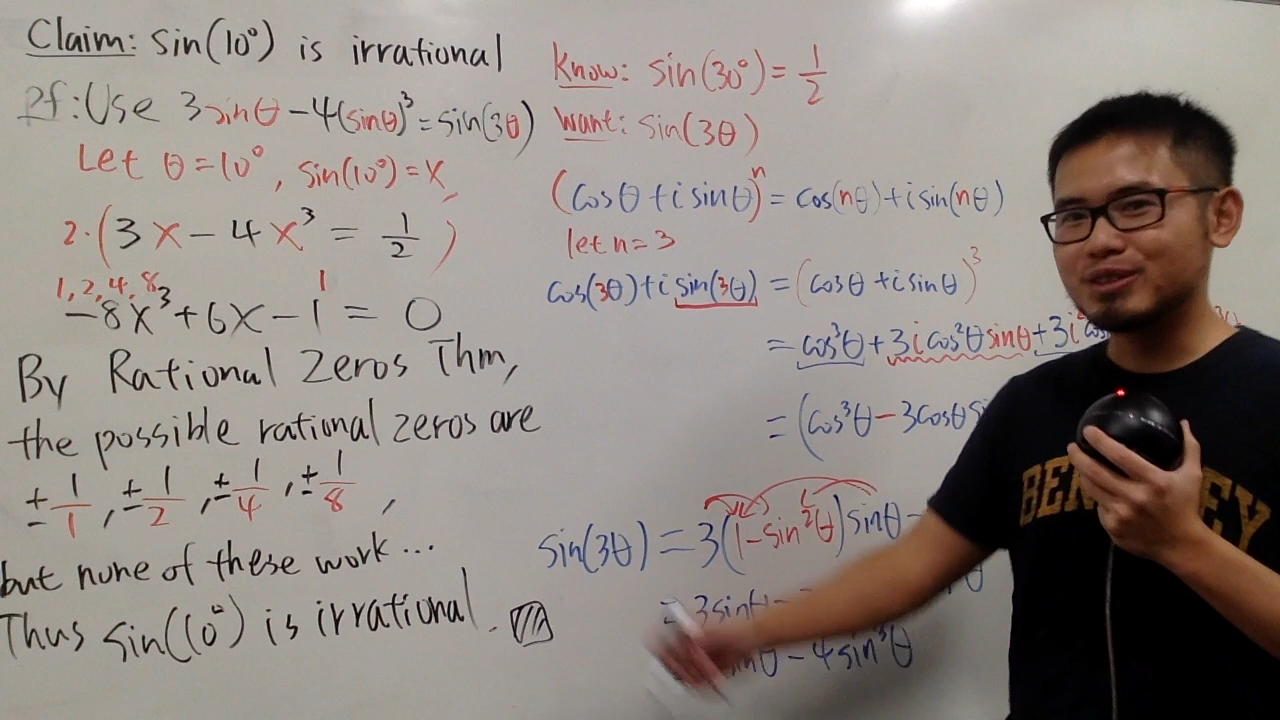 Claim: sin(10°) is irrational
Pf: Use 3sinθ - 4(sinθ)³ = sin(3θ)
Let θ = 10°, sin(10°) = x
2·(3x - 4x³ = 1/2)
1, 2, 4, 8 1
-8x³ + 6x - 1 = 0
By Rational Zeros Thm,
the possible rational zeros are
± 1/1, ± 1/2, ± 1/4, ± 1/8,
but none of these work...
Thus sin(10°) is irrational.
Know: sin(30°) = 1/2
Want: sin(3θ)
(cosθ + i sinθ)ⁿ = cos(nθ) + i sin(nθ)
let n = 3
cos(3θ) + i sin(3θ) = (cosθ + i sinθ)³
= cos³θ + 3i cos²θ sinθ + 3i² cos
= (cos³θ - 3cosθ
sin(3θ) = 3(1 - sin²θ) sinθ -
= 3sinθ -
sinθ - 4sin³θ